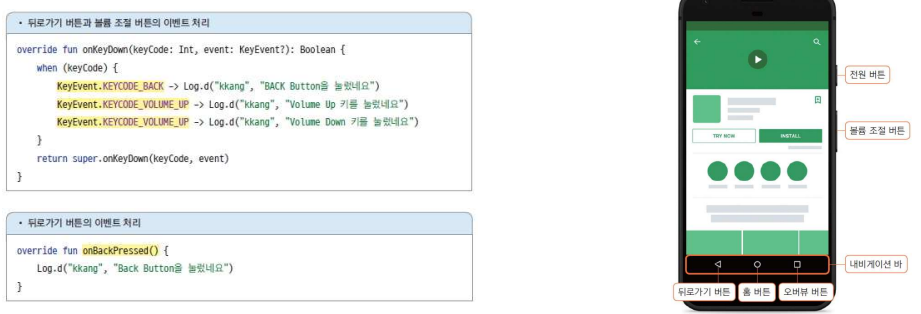 • 뒤로가기 버튼과 볼륨 조절 버튼의 이벤트 처리
override fun onKeyDown(keyCode: Int, event: KeyEvent?): Boolean {
when (keyCode) {
KeyEvent.KEYCODE_BACK -> Log.d("kkang", "BACK Button을 눌렀네요")
KeyEvent.KEYCODE_VOLUME_UP -> Log.d("kkang", "Volume Up 키를 눌렀네요")
KeyEvent.KEYCODE_VOLUME_UP -> Log.d("kkang", "Volume Down 키를 눌렀네요")
}
return super.onKeyDown(keyCode, event)
}
• 뒤로가기 버튼의 이벤트 처리
override fun onBackPressed() {
Log.d("kkang", "Back Button을 눌렀네요")
}
전원 버튼
볼륨 조절 버튼
TRY NOW
INSTALL
내비게이션 바
뒤로가기 버튼
홈 버튼
오버뷰 버튼